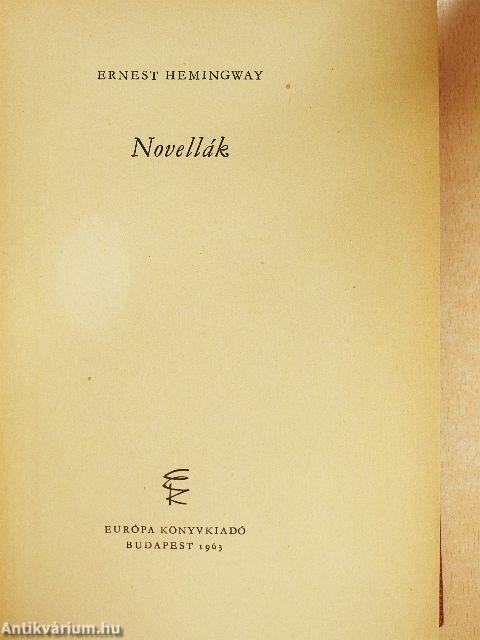 ERNEST HEMINGWAY
Novellák
EURÓPA KÖNYVKIADÓ
BUDAPEST 1963
Antikvárium.hu